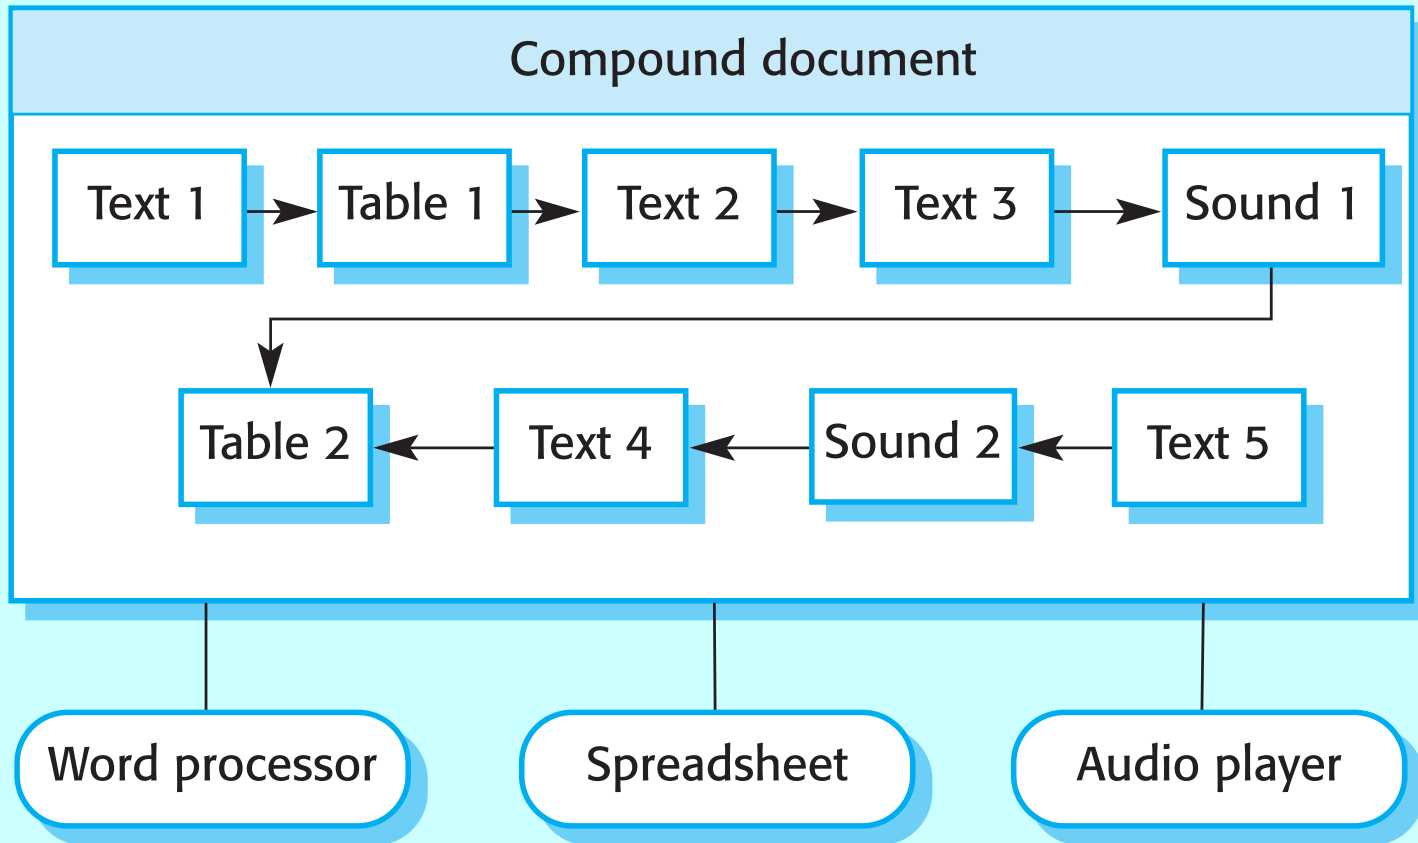 Compound document
Text 1
Table 1
Text 2
Text 3
Sound 1
Table 2
Text 4
Sound 2
Text 5
Word processor
Spreadsheet
Audio player